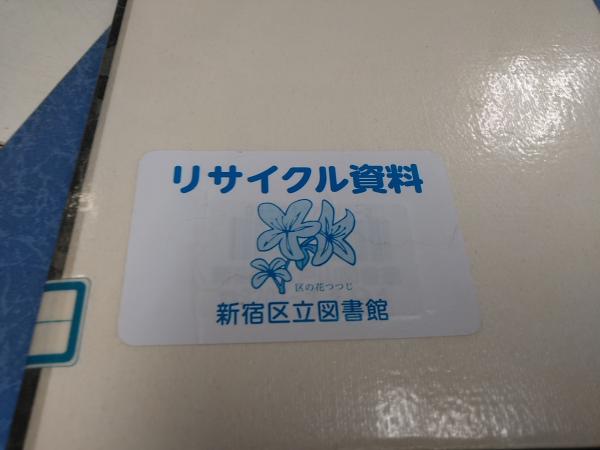 リサイクル資料
区の花つつじ
新宿区立図書館